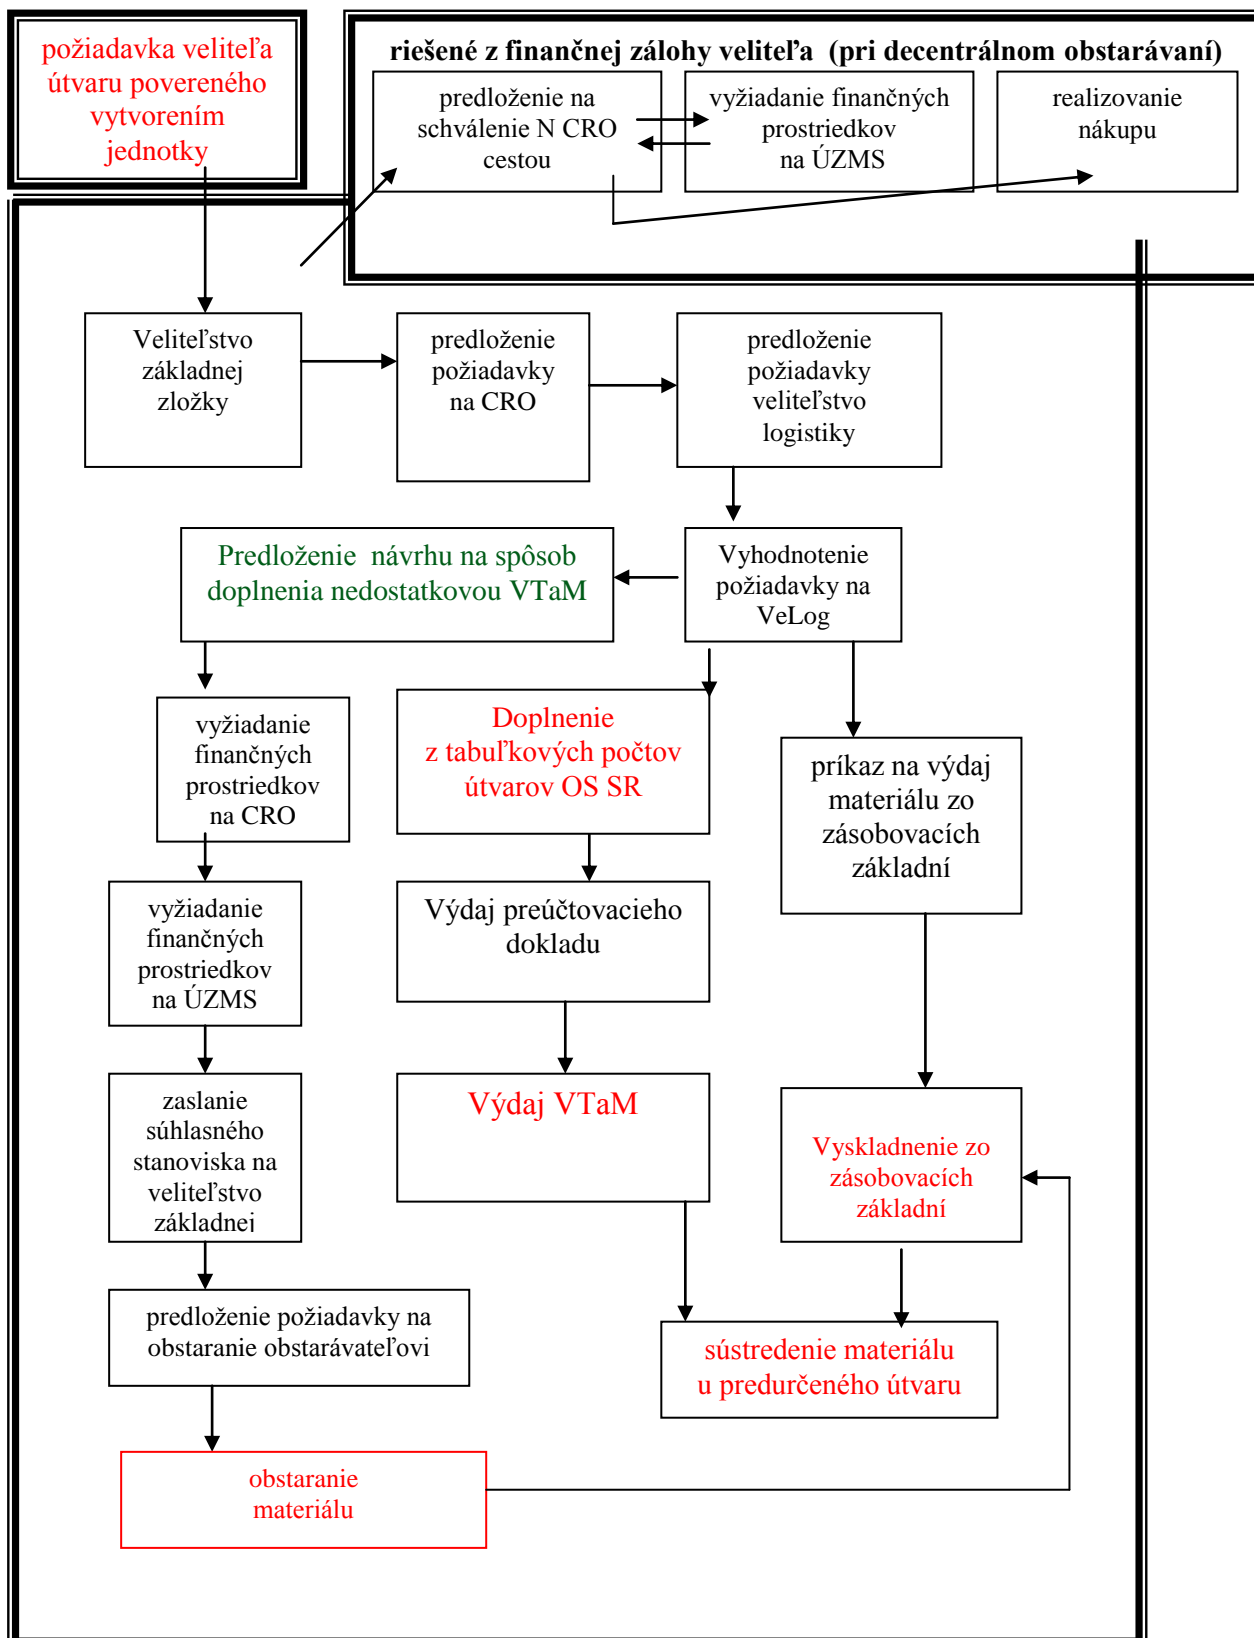 požiadavka veliteľa
útvaru povereného
vytvorením
jednotky
riešené z finančnej zálohy veliteľa  (pri decentrálnom obstarávaní)
predloženie na
schválenie N CRO
cestou
vyžiadanie finančných
prostriedkov
na ÚZMS
realizovanie
nákupu
Veliteľstvo
základnej
zložky
predloženie
požiadavky
na CRO
predloženie
požiadavky
veliteľstvo
logistiky
Predloženie  návrhu na spôsob
doplnenia nedostatkovou VTaM
Vyhodnotenie
požiadavky na
VeLog
vyžiadanie
finančných
prostriedkov
na CRO
Doplnenie
z tabuľkových počtov
útvarov OS SR
príkaz na výdaj
materiálu zo
zásobovacích
základní
vyžiadanie
finančných
prostriedkov
na ÚZMS
Výdaj preúčtovacieho
dokladu
zaslanie
súhlasného
stanoviska na
veliteľstvo
základnej
Výdaj VTaM
Vyskladnenie zo
zásobovacích
základní
predloženie požiadavky na
obstaranie obstarávateľovi
sústredenie materiálu
u predurčeného útvaru
obstaranie
materiálu